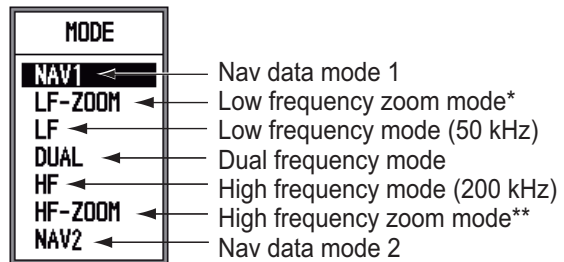 MODE
NAV1 Nav data mode 1
LF-ZOOM Low frequency zoom mode*
LF Low frequency mode (50 kHz)
DUAL Dual frequency mode
HF High frequency mode (200 kHz)
HF-ZOOM High frequency zoom mode**
NAV2 Nav data mode 2